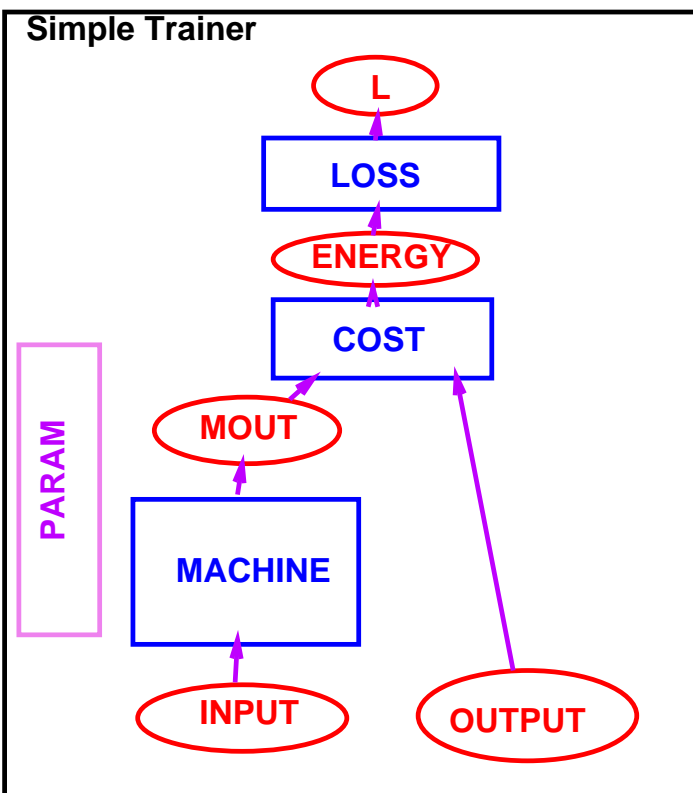 Simple Trainer
L
LOSS
ENERGY
COST
MOUT
PARAM
MACHINE
INPUT
OUTPUT